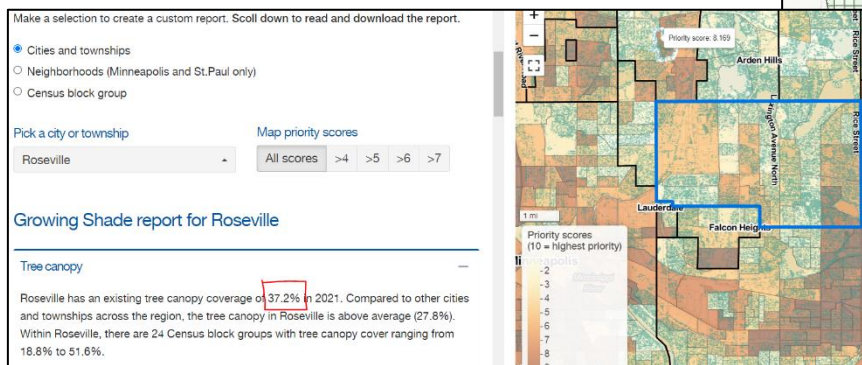 Make a selection to create a custom report. Scoll down to read and download the report.
Cities and townships
Neighborhoods (Minneapolis and St.Paul only)
Census block group
Pick a city or township
Map priority scores
Roseville
All scores >4 >5 >6 >7
Growing Shade report for Roseville
Tree canopy
Roseville has an existing tree canopy coverage of 37.2% in 2021. Compared to other cities
and townships across the region, the tree canopy in Roseville is above average (27.8%).
Within Roseville, there are 24 Census block groups with tree canopy cover ranging from
18.8% to 51.6%.
+
−
Priority score: 8.169
Arden Hills
Rice Street
Lexington Avenue North
Rice Street
Lauderdale
Falcon Heights
1 mi
Priority scores
(10 = highest priority)
-2
-3
-4
-5
-6
-7
-8